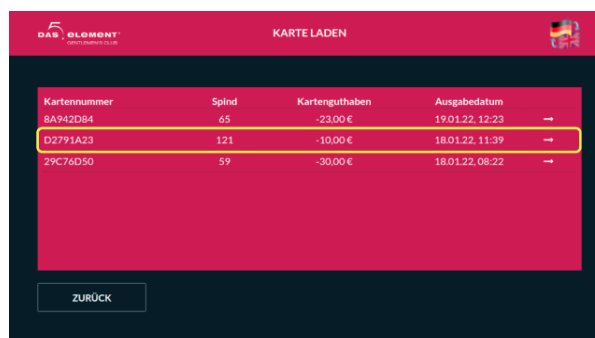 DAS 5 ELEMENT
GENTLEMEN'S CLUB
KARTE LADEN
Kartennummer Spind Kartenguthaben Ausgabedatum
8A942D84 65 -23,00 € 19.01.22, 12:23 →
D2791A23 121 -10,00 € 18.01.22, 11:39 →
29C76D50 59 -30,00 € 18.01.22, 08:22 →
ZURÜCK